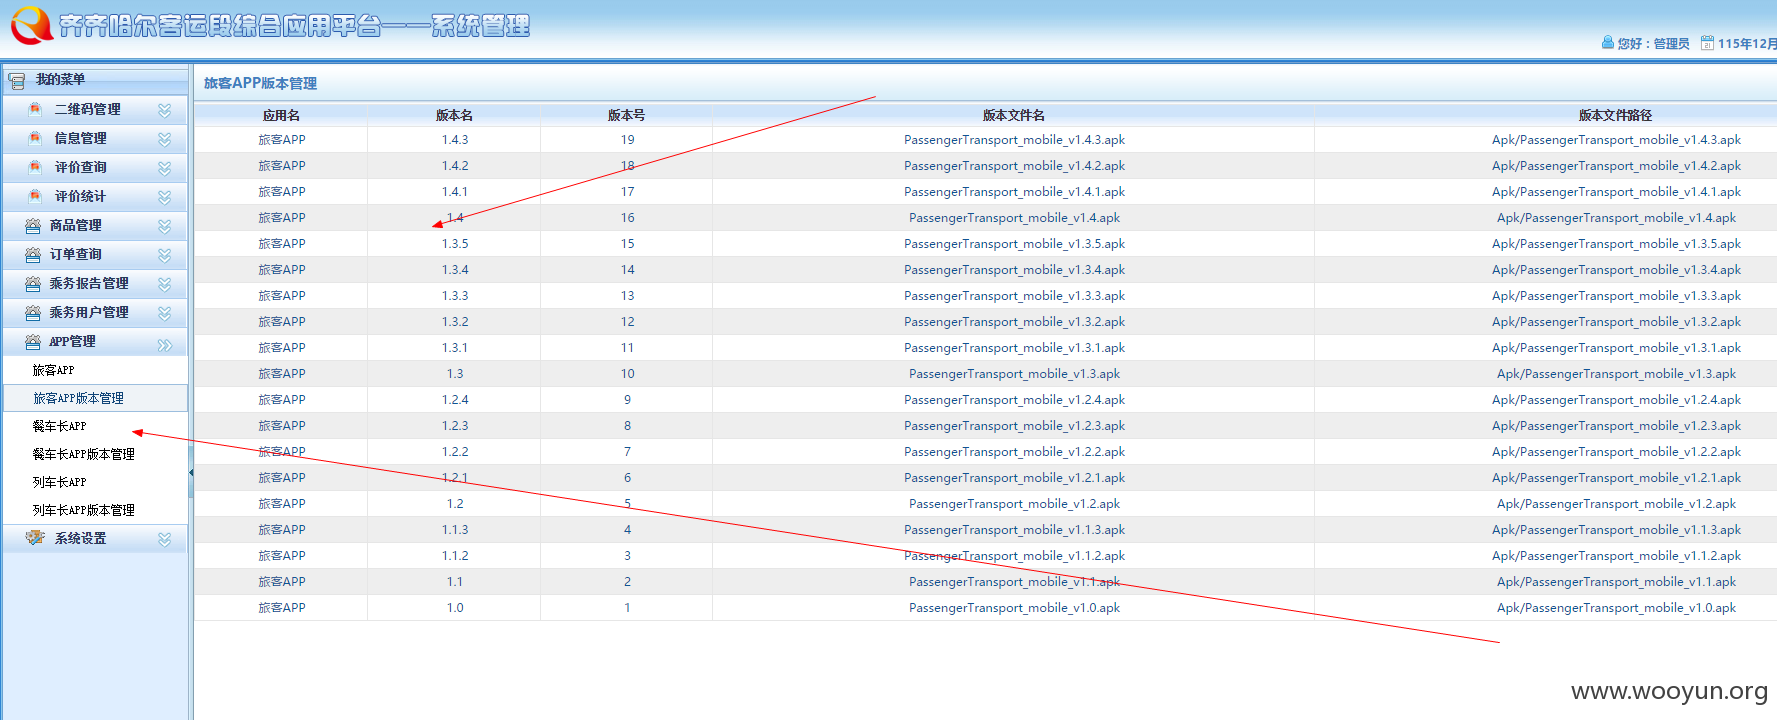 齐齐哈尔客运段综合应用平台——系统管理
您好：管理员 115年12月
我的菜单
二维码管理
信息管理
评价查询
评价统计
商品管理
订单查询
乘务报告管理
乘务用户管理
APP管理
旅客APP
旅客APP版本管理
餐车长APP
餐车长APP版本管理
列车长APP
列车长APP版本管理
系统设置
旅客APP版本管理
应用名 版本名 版本号 版本文件名 版本文件路径
旅客APP 1.4.3 19 PassengerTransport_mobile_v1.4.3.apk Apk/PassengerTransport_mobile_v1.4.3.apk
旅客APP 1.4.2 18 PassengerTransport_mobile_v1.4.2.apk Apk/PassengerTransport_mobile_v1.4.2.apk
旅客APP 1.4.1 17 PassengerTransport_mobile_v1.4.1.apk Apk/PassengerTransport_mobile_v1.4.1.apk
旅客APP 1.4 16 PassengerTransport_mobile_v1.4.apk Apk/PassengerTransport_mobile_v1.4.apk
旅客APP 1.3.5 15 PassengerTransport_mobile_v1.3.5.apk Apk/PassengerTransport_mobile_v1.3.5.apk
旅客APP 1.3.4 14 PassengerTransport_mobile_v1.3.4.apk Apk/PassengerTransport_mobile_v1.3.4.apk
旅客APP 1.3.3 13 PassengerTransport_mobile_v1.3.3.apk Apk/PassengerTransport_mobile_v1.3.3.apk
旅客APP 1.3.2 12 PassengerTransport_mobile_v1.3.2.apk Apk/PassengerTransport_mobile_v1.3.2.apk
旅客APP 1.3.1 11 PassengerTransport_mobile_v1.3.1.apk Apk/PassengerTransport_mobile_v1.3.1.apk
旅客APP 1.3 10 PassengerTransport_mobile_v1.3.apk Apk/PassengerTransport_mobile_v1.3.apk
旅客APP 1.2.4 9 PassengerTransport_mobile_v1.2.4.apk Apk/PassengerTransport_mobile_v1.2.4.apk
旅客APP 1.2.3 8 PassengerTransport_mobile_v1.2.3.apk Apk/PassengerTransport_mobile_v1.2.3.apk
旅客APP 1.2.2 7 PassengerTransport_mobile_v1.2.2.apk Apk/PassengerTransport_mobile_v1.2.2.apk
旅客APP 1.2.1 6 PassengerTransport_mobile_v1.2.1.apk Apk/PassengerTransport_mobile_v1.2.1.apk
旅客APP 1.2 5 PassengerTransport_mobile_v1.2.apk Apk/PassengerTransport_mobile_v1.2.apk
旅客APP 1.1.3 4 PassengerTransport_mobile_v1.1.3.apk Apk/PassengerTransport_mobile_v1.1.3.apk
旅客APP 1.1.2 3 PassengerTransport_mobile_v1.1.2.apk Apk/PassengerTransport_mobile_v1.1.2.apk
旅客APP 1.1 2 PassengerTransport_mobile_v1.1.apk Apk/PassengerTransport_mobile_v1.1.apk
旅客APP 1.0 1 PassengerTransport_mobile_v1.0.apk Apk/PassengerTransport_mobile_v1.0.apk
www.wooyun.org